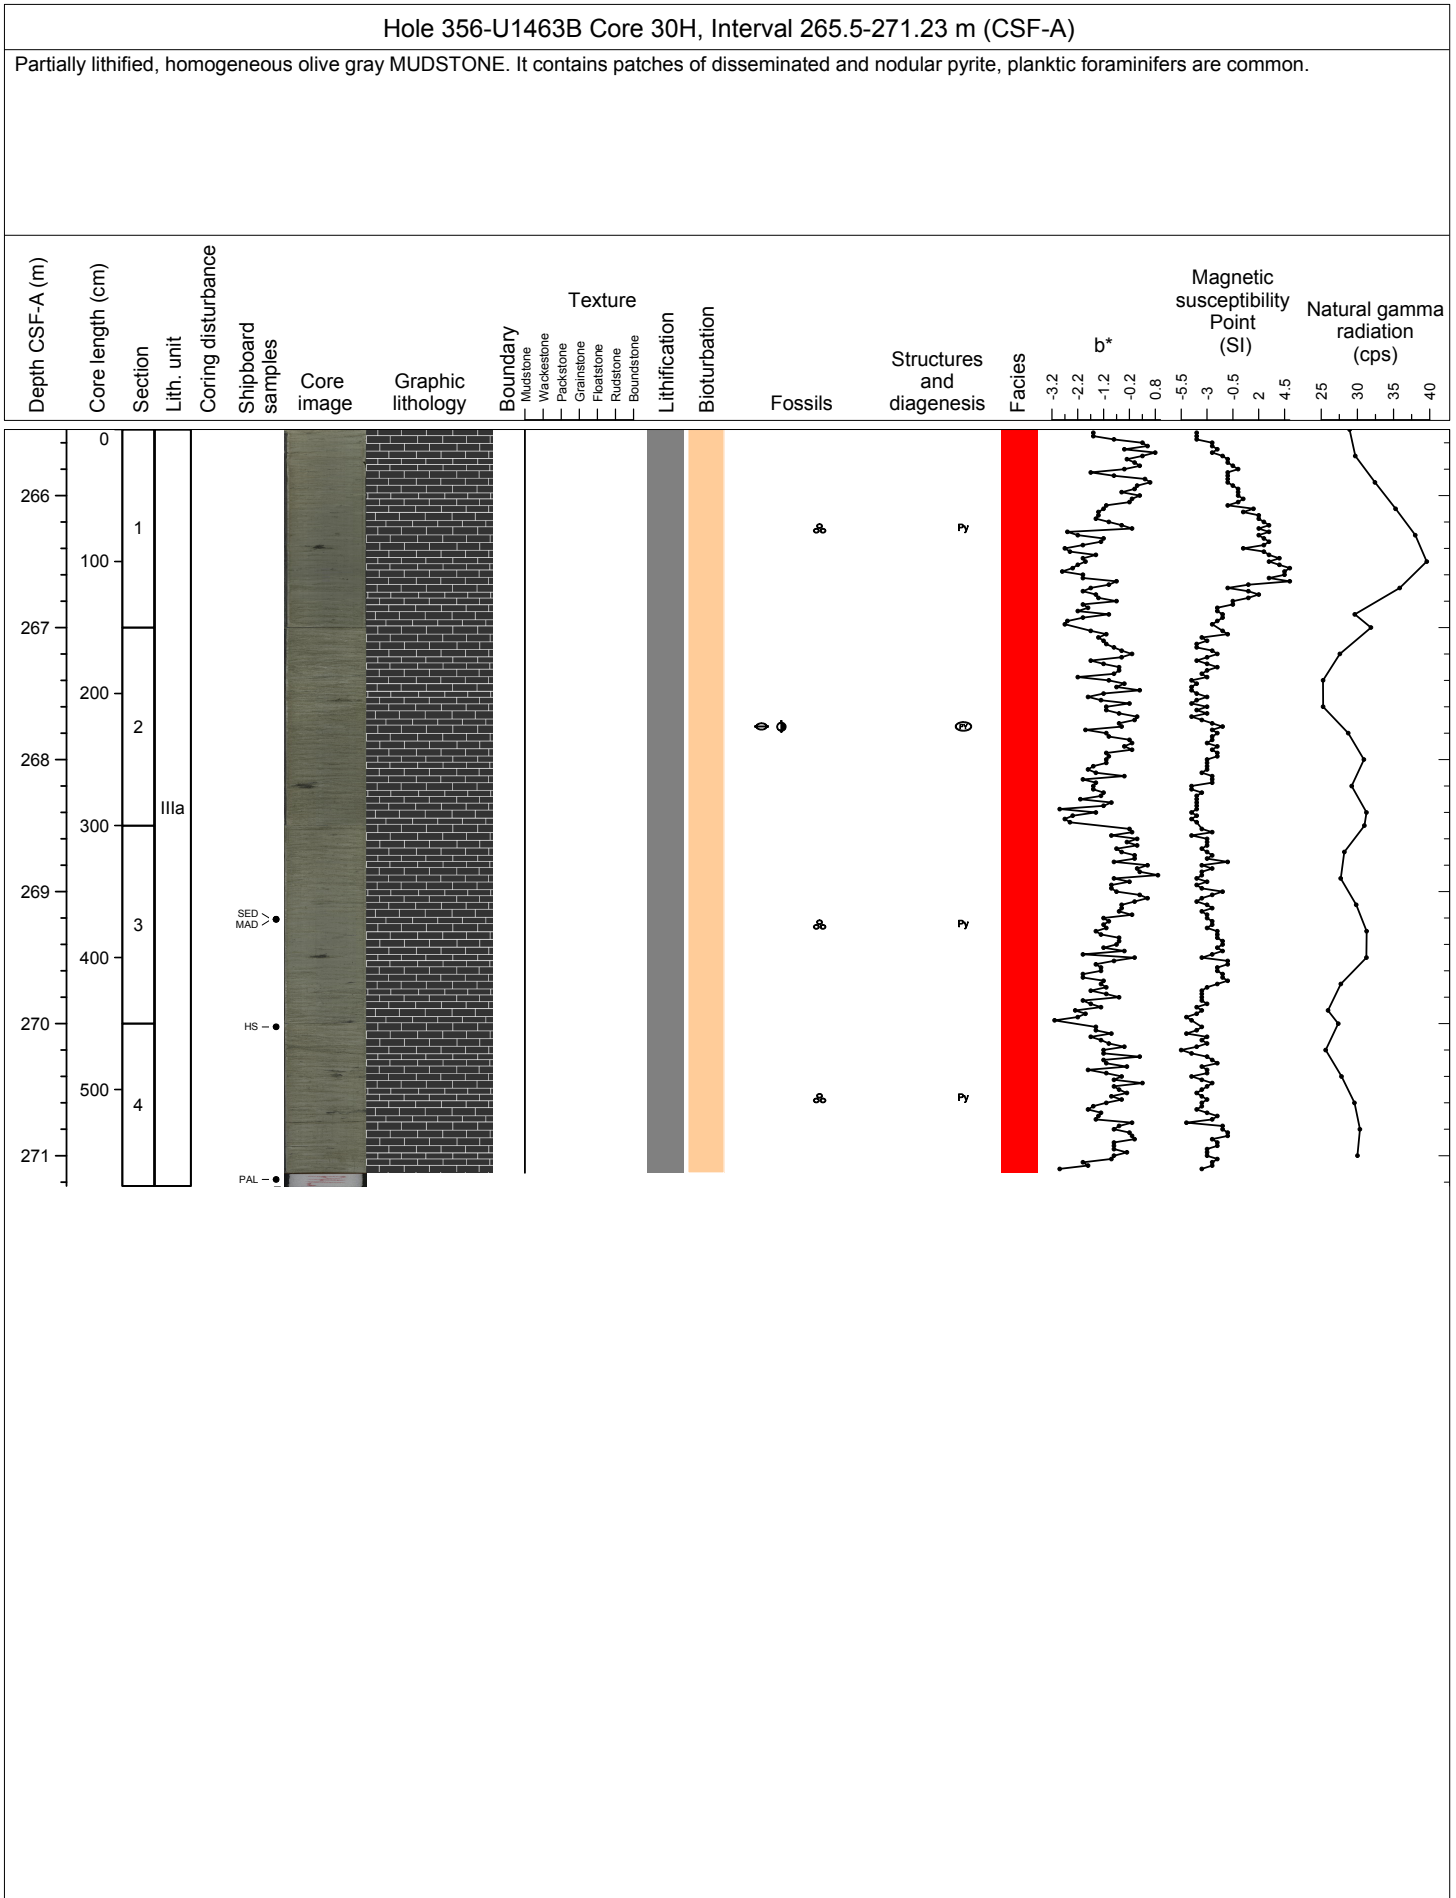 Hole 356-U1463B Core 30H, Interval 265.5-271.23 m (CSF-A)
Partially lithified, homogeneous olive gray MUDSTONE. It contains patches of disseminated and nodular pyrite, planktic foraminifers are common.
Depth CSF-A (m)
Core length (cm)
Section
Lith. unit
Coring disturbance
Shipboard
samples
Core
image
Graphic
lithology
Boundary
Texture
Mudstone
Wackestone
Packstone
Grainstone
Floatstone
Rudstone
Boundstone
Lithification
Bioturbation
Fossils
Structures
and
diagenesis
Facies
b*
-3.2
-2.2
-1.2
-0.2
0.8
Magnetic
susceptibility
Point
(SI)
-5.5
-3
-0.5
2
4.5
Natural gamma
radiation
(cps)
25
30
35
40
0
266
1
Py
100
267
200
2
PY
268
IIIa
300
269
SED
MAD
3
Py
400
270
HS
500
4
Py
271
PAL